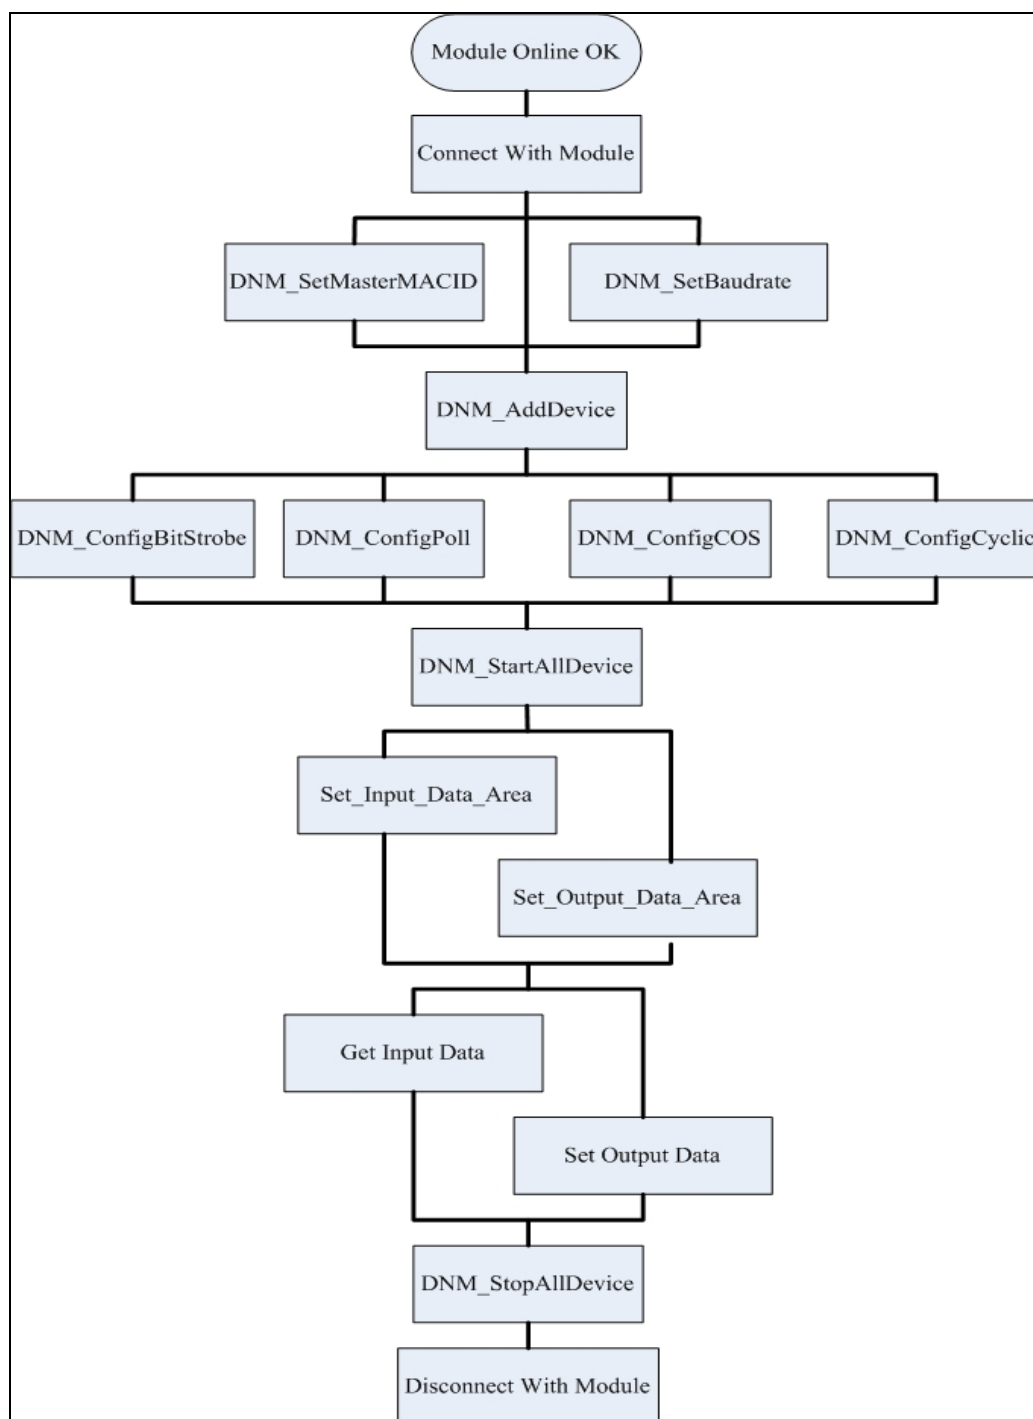 Module Online OK
Connect With Module
DNM_SetMasterMACID
DNM_SetBaudrate
DNM_AddDevice
DNM_ConfigBitStrobe
DNM_ConfigPoll
DNM_ConfigCOS
DNM_ConfigCyclic
DNM_StartAllDevice
Set_Input_Data_Area
Set_Output_Data_Area
Get Input Data
Set Output Data
DNM_StopAllDevice
Disconnect With Module